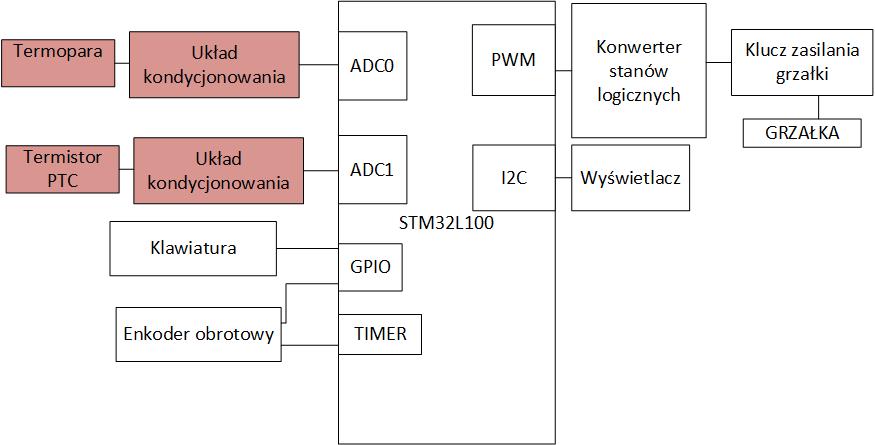 Termopara
Układ
kondycjonowania
ADC0
PWM
Konwerter
stanów
logicznych
Klucz zasilania
grzałki
GRZAŁKA
Termistor
PTC
Układ
kondycjonowania
ADC1
I2C
Wyświetlacz
STM32L100
Klawiatura
GPIO
Enkoder obrotowy
TIMER